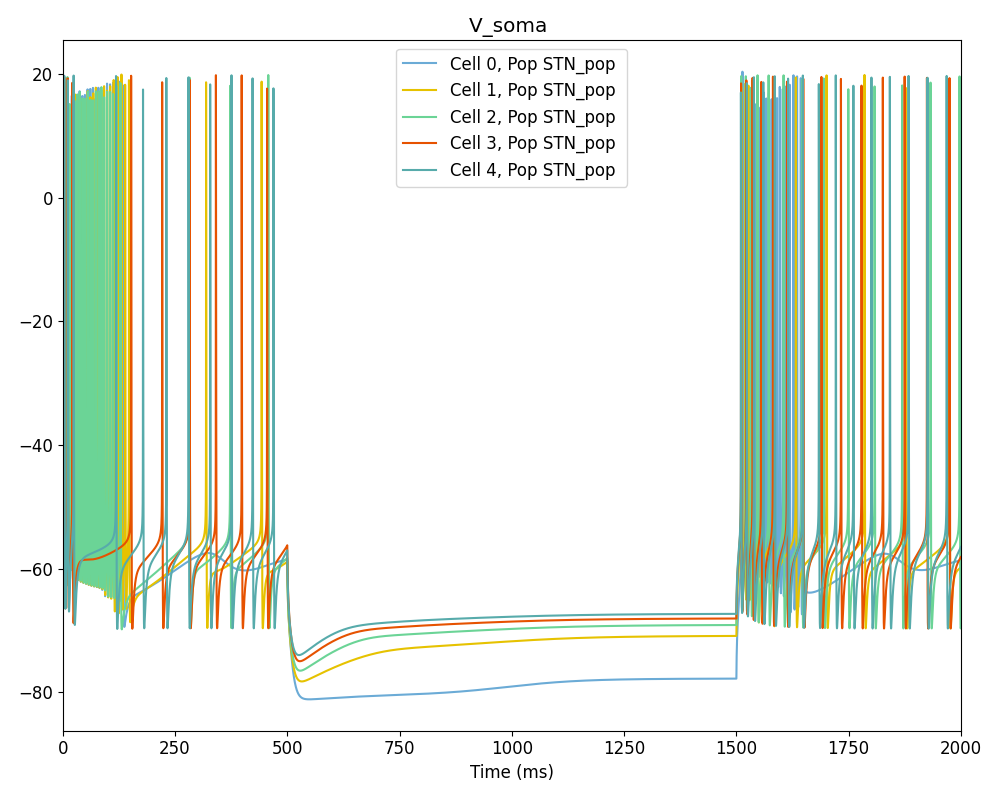 V_soma
20
0
−20
−40
−60
−80
Cell 0, Pop STN_pop
Cell 1, Pop STN_pop
Cell 2, Pop STN_pop
Cell 3, Pop STN_pop
Cell 4, Pop STN_pop
0 250 500 750 1000 1250 1500 1750 2000
Time (ms)